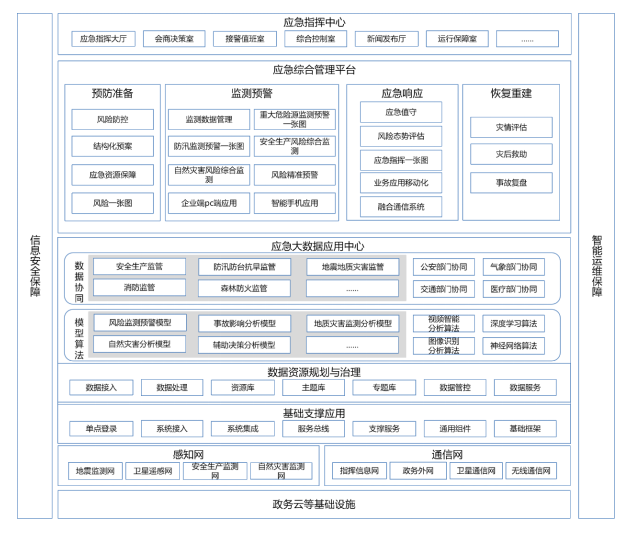 应急指挥中心
应急指挥大厅
会商决策室
接警值班室
综合控制室
新闻发布厅
运行保障室
......
应急综合管理平台
预防准备
风险防控
结构化预案
应急资源保障
风险一张图
监测预警
监测数据管理
重大危险源监测预警
一张图
防汛监测预警一张图
安全生产风险综合监
测
自然灾害风险综合监
测
风险精准预警
企业端pc端应用
智能手机应用
应急响应
应急值守
风险态势评估
应急指挥一张图
业务应用移动化
融合通信系统
恢复重建
灾情评估
灾后救助
事故复盘
信息安全保障
智能运维保障
应急大数据应用中心
数据协同
安全生产监管
防汛防台抗旱监管
地震地质灾害监管
公安部门协同
气象部门协同
消防监管
森林防火监管
......
交通部门协同
医疗部门协同
模型算法
风险监测预警模型
事故影响分析模型
地质灾害监测分析模型
视频智能
分析算法
深度学习算法
自然灾害分析模型
辅助决策分析模型
......
图像识别
分析算法
神经网络算法
数据资源规划与治理
数据接入
数据处理
资源库
主题库
专题库
数据管控
数据服务
基础支撑应用
单点登录
系统接入
系统集成
服务总线
支撑服务
通用组件
基础框架
感知网
地震监测网
卫星遥感网
安全生产监测
网
自然灾害监测
网
通信网
指挥信息网
政务外网
卫星通信网
无线通信网
政务云等基础设施